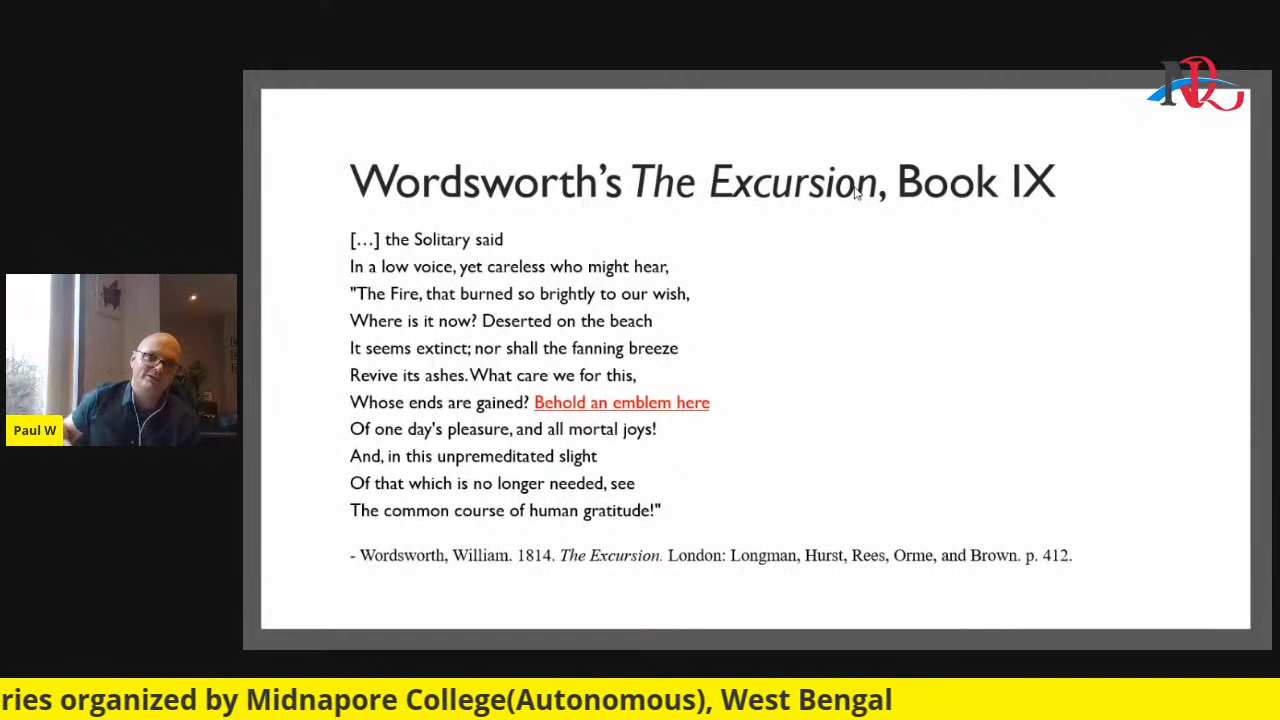 Wordsworth's The Excursion, Book IX
[…] the Solitary said
In a low voice, yet careless who might hear,
"The Fire, that burned so brightly to our wish,
Where is it now? Deserted on the beach
It seems extinct; nor shall the fanning breeze
Revive its ashes. What care we for this,
Whose ends are gained? Behold an emblem here
Of one day's pleasure, and all mortal joys!
And, in this unpremeditated slight
Of that which is no longer needed, see
The common course of human gratitude!"
- Wordsworth, William. 1814. The Excursion. London: Longman, Hurst, Rees, Orme, and Brown. p. 412.
Paul W
ries organized by Midnapore College(Autonomous), West Bengal